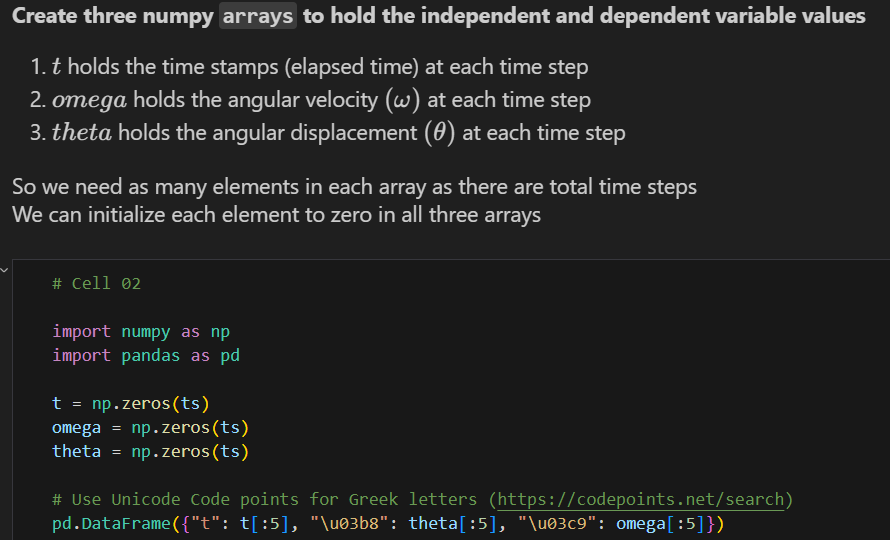 Create three numpy arrays to hold the independent and dependent variable values
1. t holds the time stamps (elapsed time) at each time step
2. omega holds the angular velocity (ω) at each time step
3. theta holds the angular displacement (θ) at each time step
So we need as many elements in each array as there are total time steps
We can initialize each element to zero in all three arrays
# Cell 02
import numpy as np
import pandas as pd
t = np.zeros(ts)
omega = np.zeros(ts)
theta = np.zeros(ts)
# Use Unicode Code points for Greek letters (https://codepoints.net/search)
pd.DataFrame({"t": t[:5], "\u03b8": theta[:5], "\u03c9": omega[:5]})